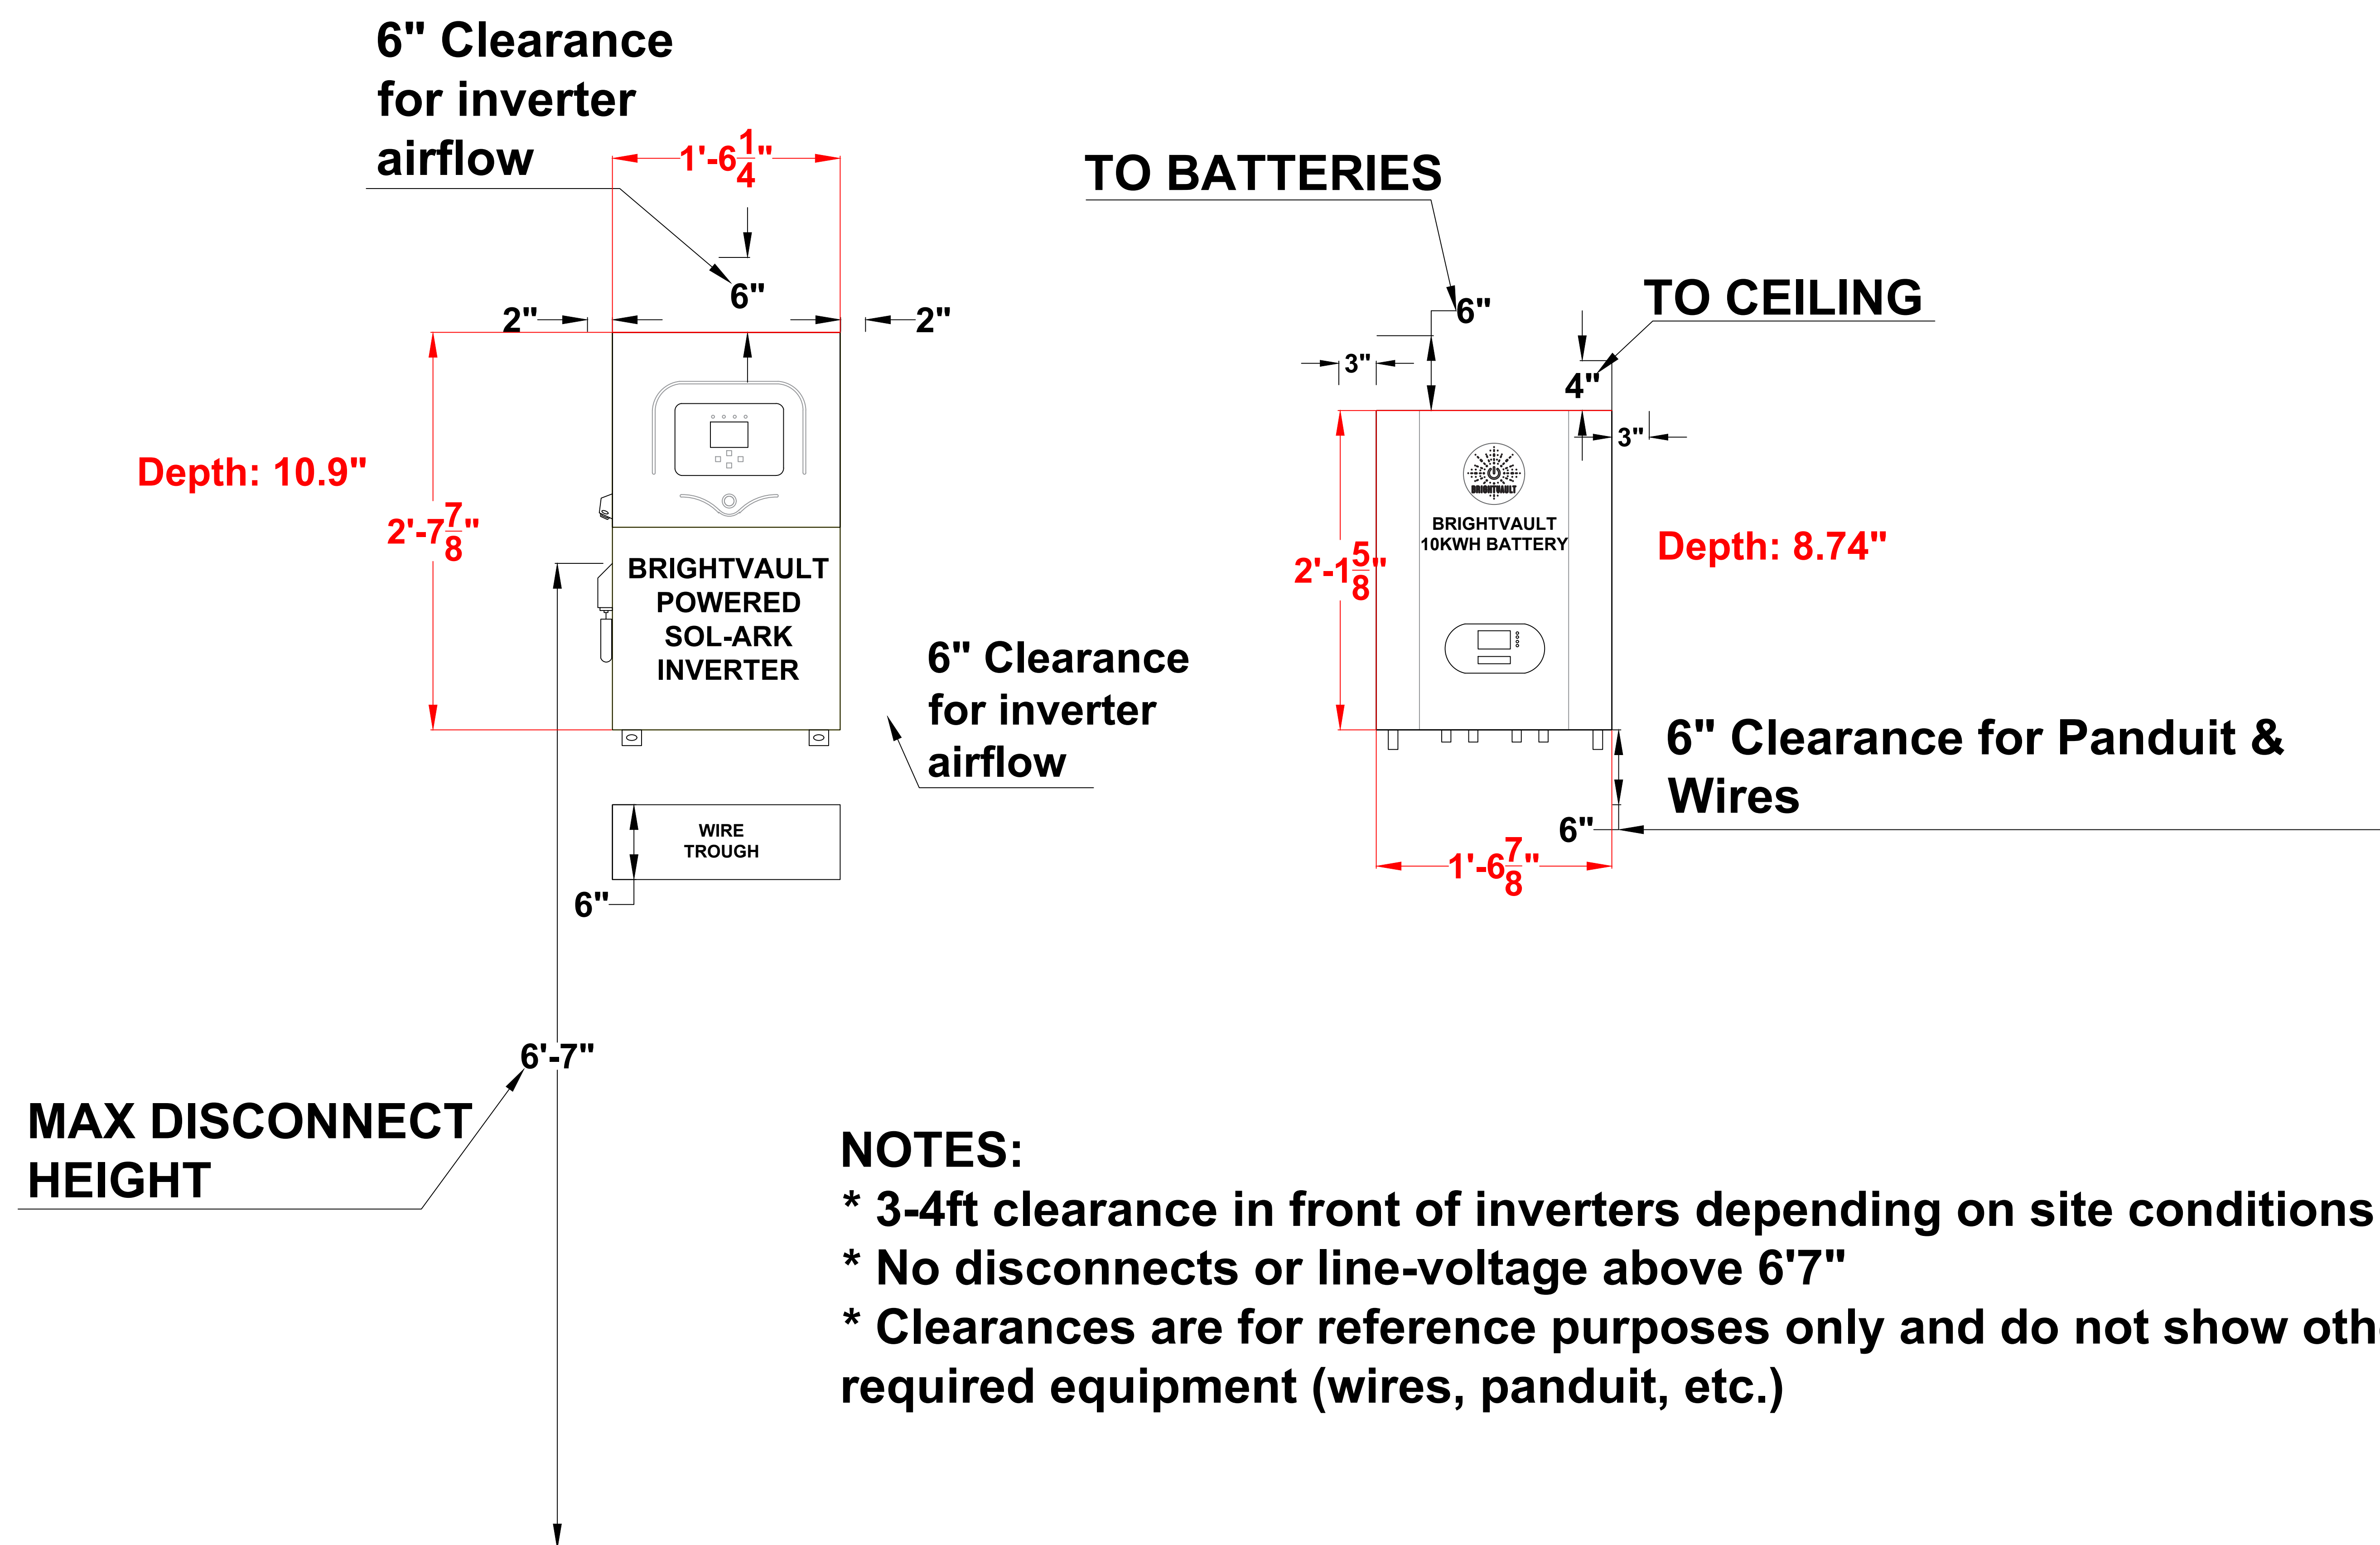 6" Clearance
for inverter
airflow
1'-6 1/4"
6"
2"
2"
Depth: 10.9"
2'-7 7/8"
BRIGHTVAULT
POWERED
SOL-ARK
INVERTER
6" Clearance
for inverter
airflow
WIRE
TROUGH
6"
6'-7"
MAX DISCONNECT
HEIGHT
TO BATTERIES
6"
TO CEILING
3"
4"
3"
BRIGHTVAULT
BRIGHTVAULT
10KWH BATTERY
2'-1 5/8"
Depth: 8.74"
6" Clearance for Panduit &
Wires
6"
1'-6 7/8"
NOTES:
* 3-4ft clearance in front of inverters depending on site conditions
* No disconnects or line-voltage above 6'7"
* Clearances are for reference purposes only and do not show
required equipment (wires, panduit, etc.)